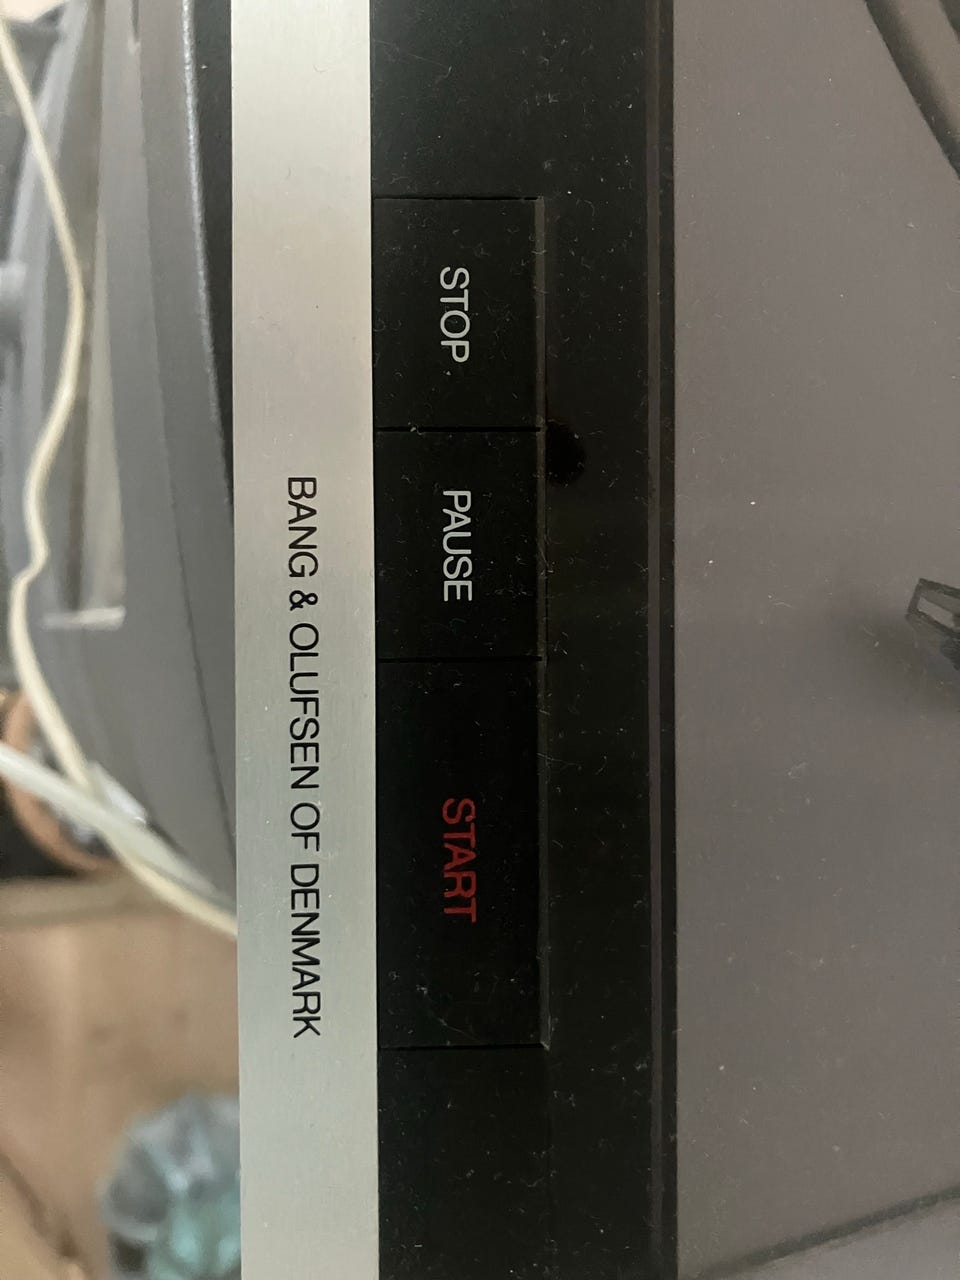 STOP
PAUSE
START
BANG & OLUFSEN OF DENMARK